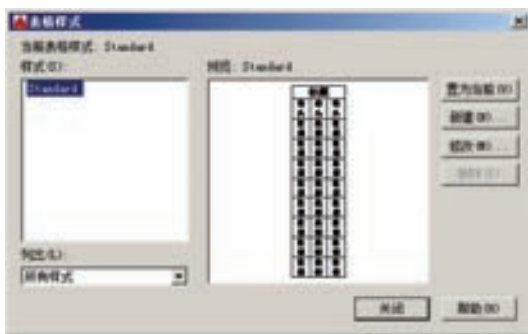 表格样式
当前表格样式: Standard
样式(S):
Standard
预览: Standard
标题
置为当前(U)
新建(N)...
修改(M)...
删除(D)
列出(L):
所有样式
关闭
帮助(H)